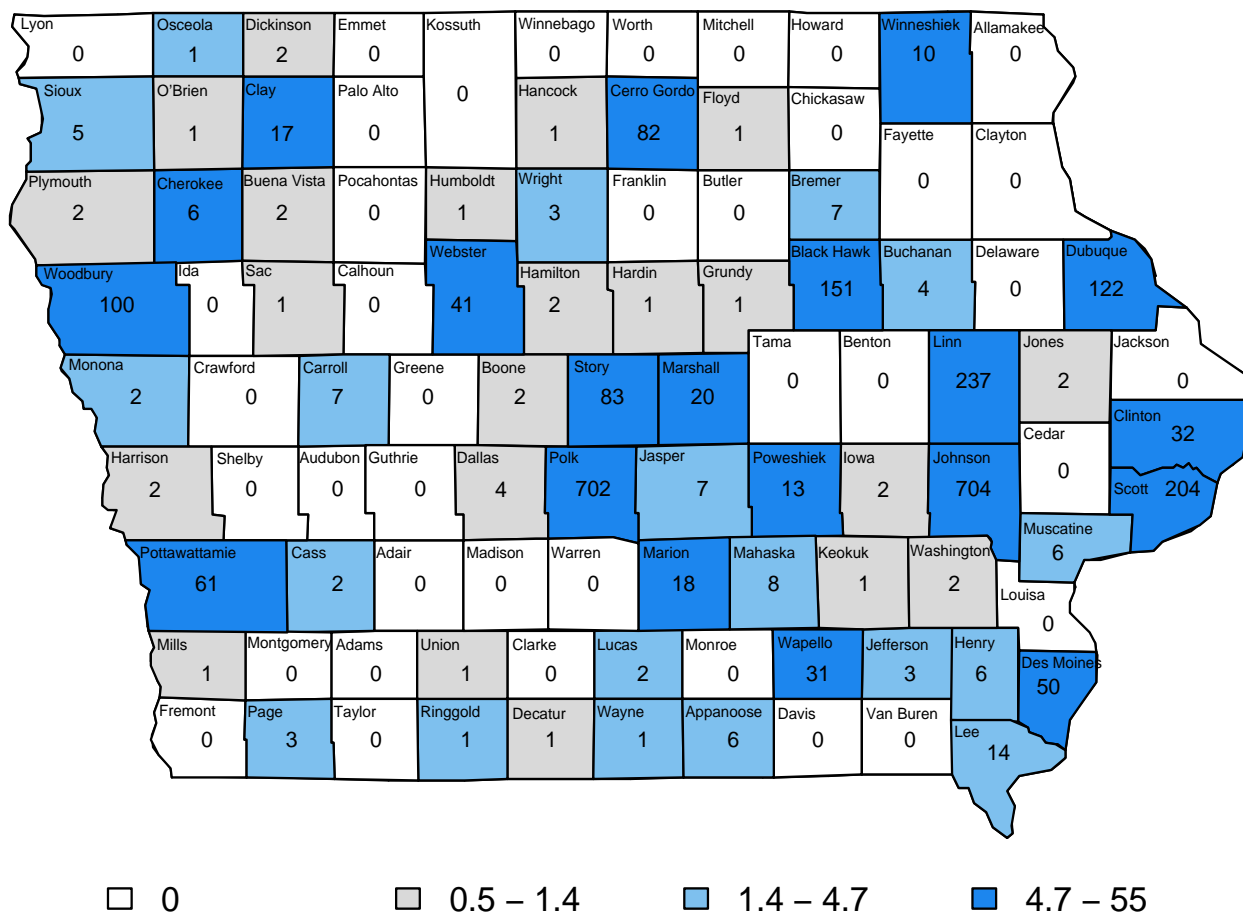 Lyon Osceola Dickinson Emmet Kossuth Winnebago Worth Mitchell Howard Winneshiek Allamakee
0 1 2 0 0 0 0 0 0 10 0
Sioux O’Brien Clay Palo Alto Hancock Cerro Gordo Floyd Chickasaw Fayette Clayton
5 1 17 0 1 82 1 0 0 0
Plymouth Cherokee Buena Vista Pocahontas Humboldt Wright Franklin Butler Bremer
2 6 2 0 1 3 0 0 7
Woodbury Ida Sac Calhoun Webster Hamilton Hardin Grundy Black Hawk Buchanan Delaware Dubuque
100 0 1 0 41 2 1 1 151 4 0 122
Monona Crawford Carroll Greene Boone Story Marshall Tama Benton Linn Jones Jackson
2 0 7 0 2 83 20 0 0 237 2 0
Clinton
32
Harrison Shelby Audubon Guthrie Dallas Polk Jasper Poweshiek Iowa Johnson Cedar Scott
2 0 0 0 4 702 7 13 2 704 0 204
Pottawattamie Cass Adair Madison Warren Marion Mahaska Keokuk Washington Muscatine
61 2 0 0 0 18 8 1 2 6
Louisa
0
Mills Montgomery Adams Union Clarke Lucas Monroe Wapello Jefferson Henry Des Moines
1 0 0 1 0 2 0 31 3 6 50
Fremont Page Taylor Ringgold Decatur Wayne Appanoose Davis Van Buren Lee
0 3 0 1 1 1 6 0 0 14
0 0.5 – 1.4 1.4 – 4.7 4.7 – 55